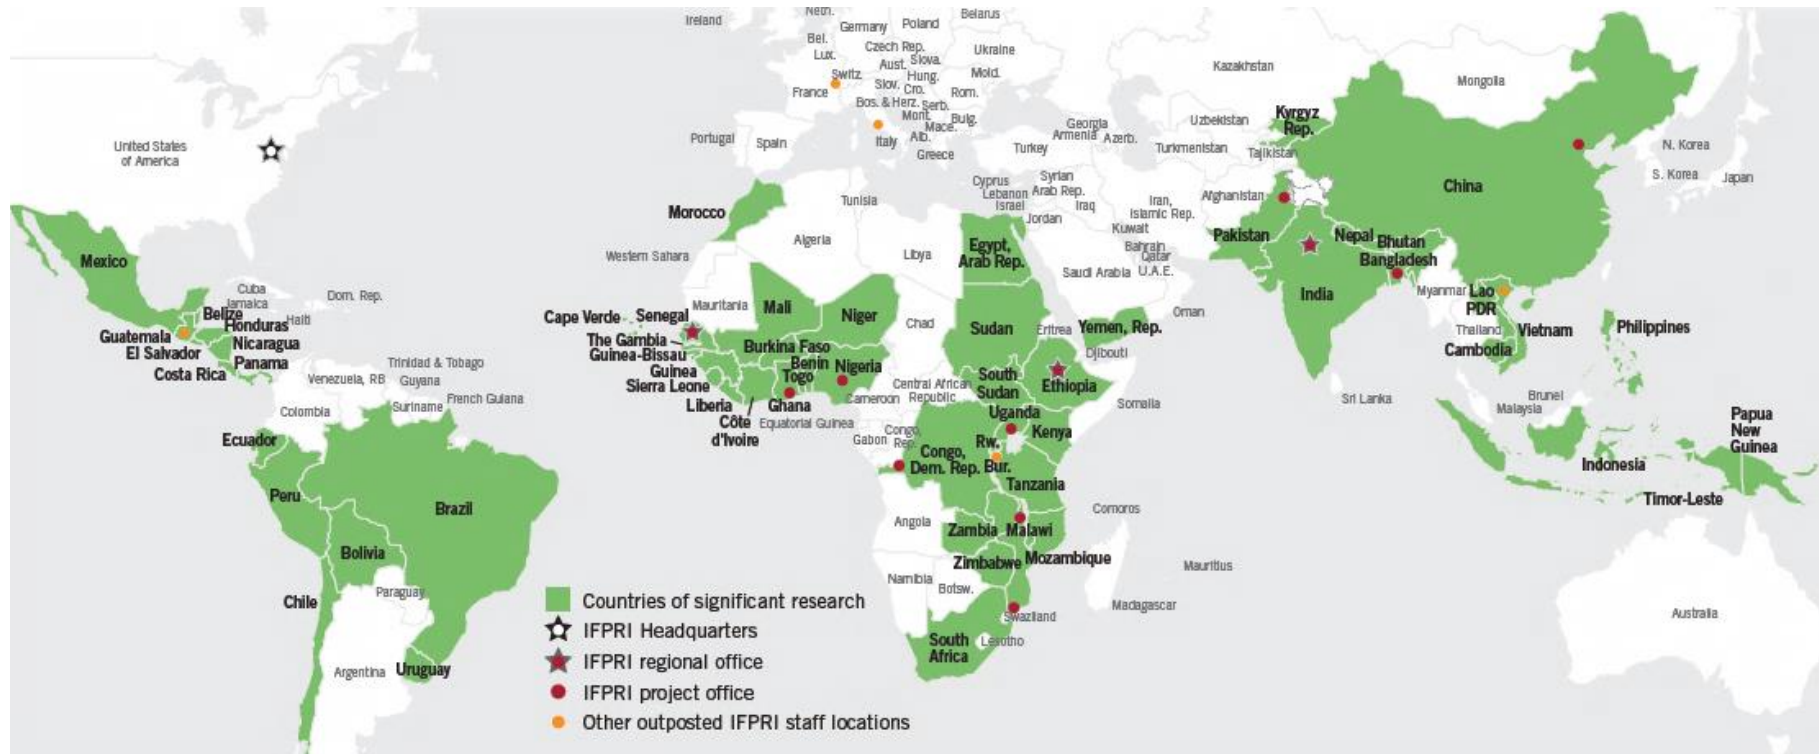 Ireland
Neth.
Belarus
Germany
Poland
Bel.
Czech Rep.
Ukraine
Lux.
Slova.
Aust.
Kazakhstan
Switz.
Hung.
Mold.
Mongolia
France
Slov.
Cro.
Rom.
Bos. & Herz.
Serb.
Mont.
Bulg.
Mace.
Kyrgyz
Rep.
Uzbekistan
Georgia
Armenia
Azerb.
Portugal
Spain
Italy
Alb.
Greece
Turkey
Turkmenistan
Tajikistan
N. Korea
S. Korea
Japan
United States
of America
China
Cyprus
Lebanon
Israel
Syrian
Arab Rep.
Iraq
Jordan
Iran,
Islamic Rep.
Afghanistan
Kuwait
Morocco
Tunisia
Algeria
Libya
Western Sahara
Egypt,
Arab Rep.
Bahrain
Qatar
U.A.E.
Saudi Arabia
Pakistan
Nepal
Bhutan
Bangladesh
Mexico
Cuba
Jamaica
Dom. Rep.
Haiti
Belize
Honduras
Guatemala
Nicaragua
El Salvador
Panama
Costa Rica
Mauritania
Mali
Niger
Chad
Sudan
Eritrea
Yemen, Rep.
Oman
Djibouti
India
Myanmar
Lao
PDR
Thailand
Vietnam
Cambodia
Philippines
Cape Verde
Senegal
The Gambia
Guinea-Bissau
Guinea
Sierra Leone
Liberia
Côte
d'Ivoire
Burkina Faso
Benin
Togo
Ghana
Nigeria
Cameroon
Central African
Republic
Equatorial Guinea
South
Sudan
Ethiopia
Somalia
Sri Lanka
Brunei
Malaysia
Trinidad & Tobago
Venezuela, RB
Guyana
French Guiana
Suriname
Colombia
Ecuador
Peru
Brazil
Bolivia
Gabon
Congo,
Rep.
Congo,
Dem. Rep.
Uganda
Kenya
Rw.
Bur.
Tanzania
Papua
New
Guinea
Indonesia
Timor-Leste
Angola
Zambia
Malawi
Comoros
Mozambique
Zimbabwe
Mauritius
Namibia
Botsw.
Madagascar
Swaziland
Lesotho
South
Africa
Australia
Paraguay
Chile
Argentina
Uruguay
Countries of significant research
IFPRI Headquarters
IFPRI regional office
IFPRI project office
Other outposted IFPRI staff locations